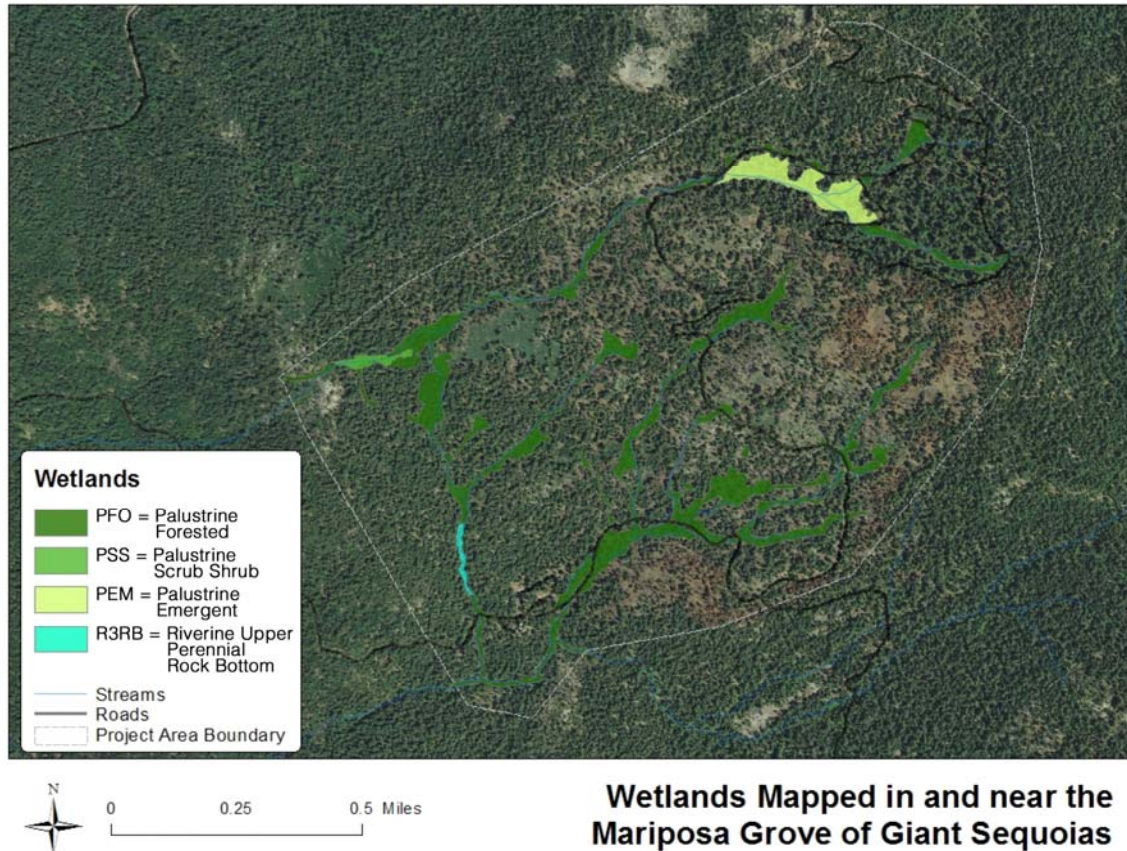 Wetlands
PFO = Palustrine
Forested
PSS = Palustrine
Scrub Shrub
PEM = Palustrine
Emergent
R3RB = Riverine Upper
Perennial
Rock Bottom
Streams
Roads
Project Area Boundary
N
0 0.25 0.5 Miles
Wetlands Mapped in and near the
Mariposa Grove of Giant Sequoias